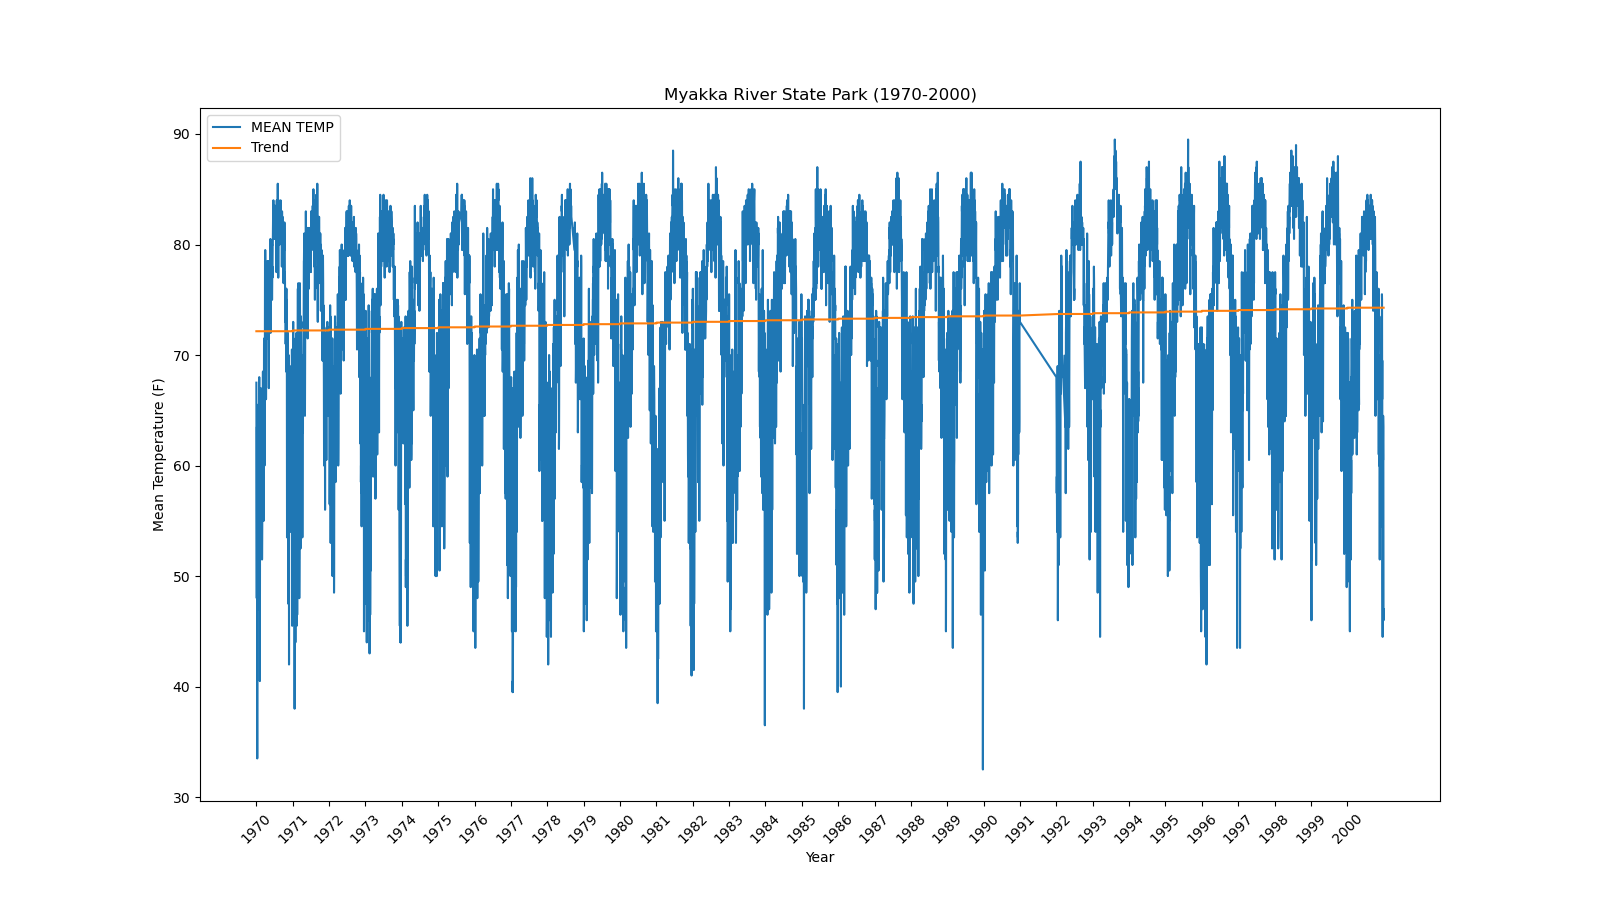 Myakka River State Park (1970-2000)
MEAN TEMP
Trend
90
80
70
60
50
40
30
Mean Temperature (F)
1970 1971 1972 1973 1974 1975 1976 1977 1978 1979 1980 1981 1982 1983 1984 1985 1986 1987 1988 1989 1990 1991 1992 1993 1994 1995 1996 1997 1998 1999 2000
Year